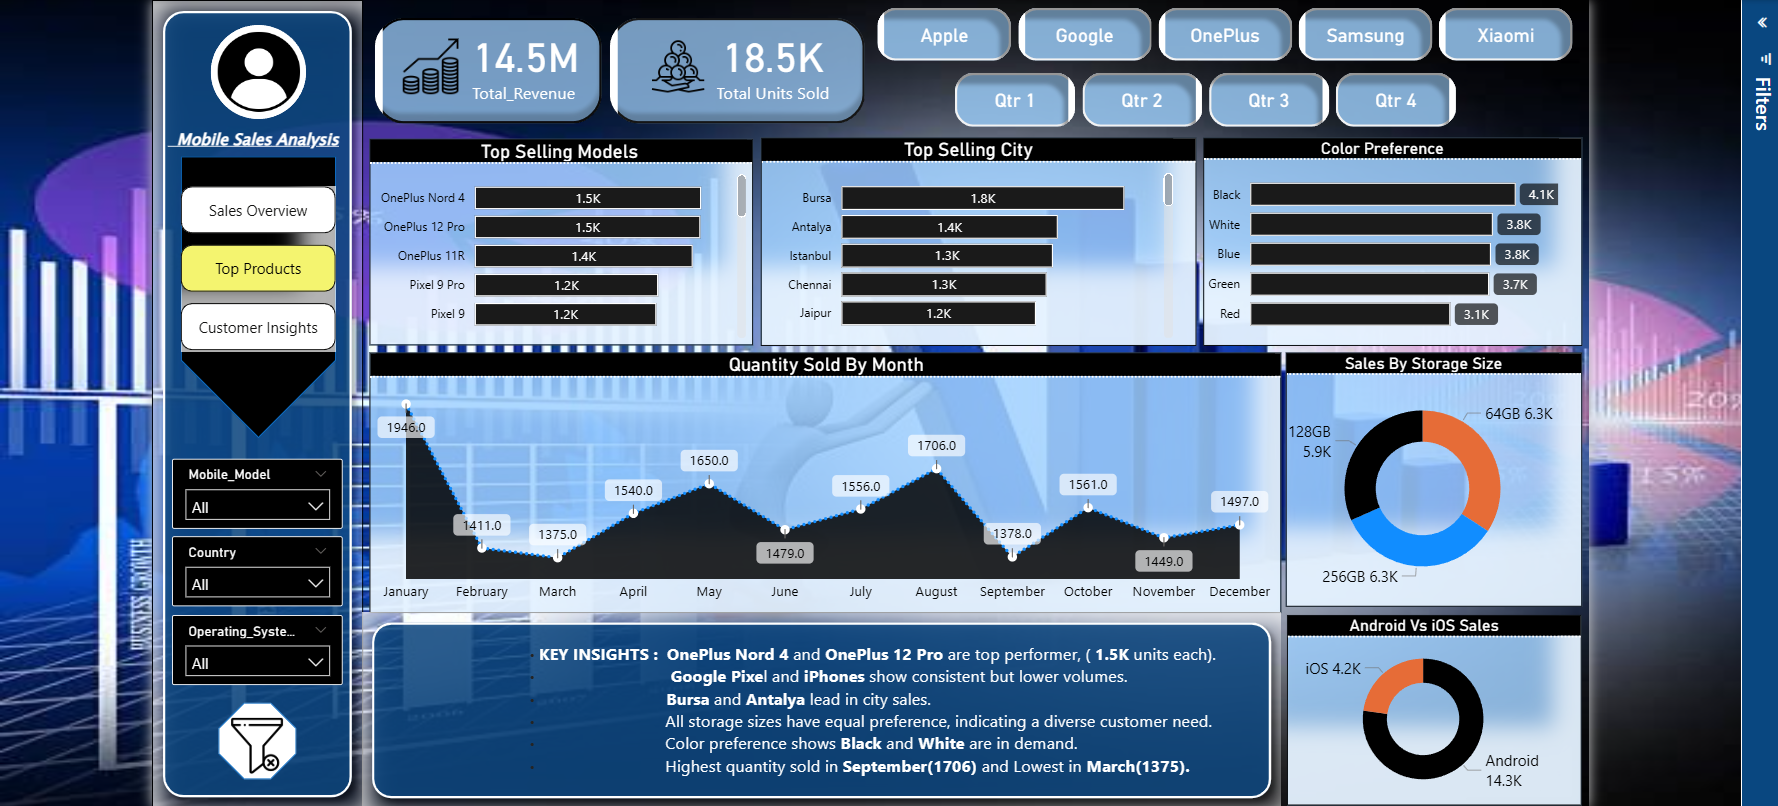 Mobile Sales Analysis
Sales Overview
Top Products
Customer Insights
Mobile_Model
All
Country
All
Operating_Syste...
All
14.5M
Total_Revenue
18.5K
Total Units Sold
Apple
Google
OnePlus
Samsung
Xiaomi
Qtr 1
Qtr 2
Qtr 3
Qtr 4
Filters
Top Selling Models
OnePlus Nord 4 1.5K
OnePlus 12 Pro 1.5K
OnePlus 11R 1.4K
Pixel 9 Pro 1.2K
Pixel 9 1.2K
Top Selling City
Bursa 1.8K
Antalya 1.4K
Istanbul 1.3K
Chennai 1.3K
Jaipur 1.2K
Color Preference
Black 4.1K
White 3.8K
Blue 3.8K
Green 3.7K
Red 3.1K
Quantity Sold By Month
1946.0
1411.0
1375.0
1540.0
1650.0
1479.0
1556.0
1706.0
1378.0
1561.0
1449.0
1497.0
January February March April May June July August September October November December
Sales By Storage Size
64GB 6.3K
128GB
5.9K
256GB 6.3K
Android Vs iOS Sales
iOS 4.2K
Android
14.3K
KEY INSIGHTS : OnePlus Nord 4 and OnePlus 12 Pro are top performer, ( 1.5K units each).
Google Pixel and iPhones show consistent but lower volumes.
Bursa and Antalya lead in city sales.
All storage sizes have equal preference, indicating a diverse customer need.
Color preference shows Black and White are in demand.
Highest quantity sold in September(1706) and Lowest in March(1375).
BUSINESS GROWTH
20%
15%